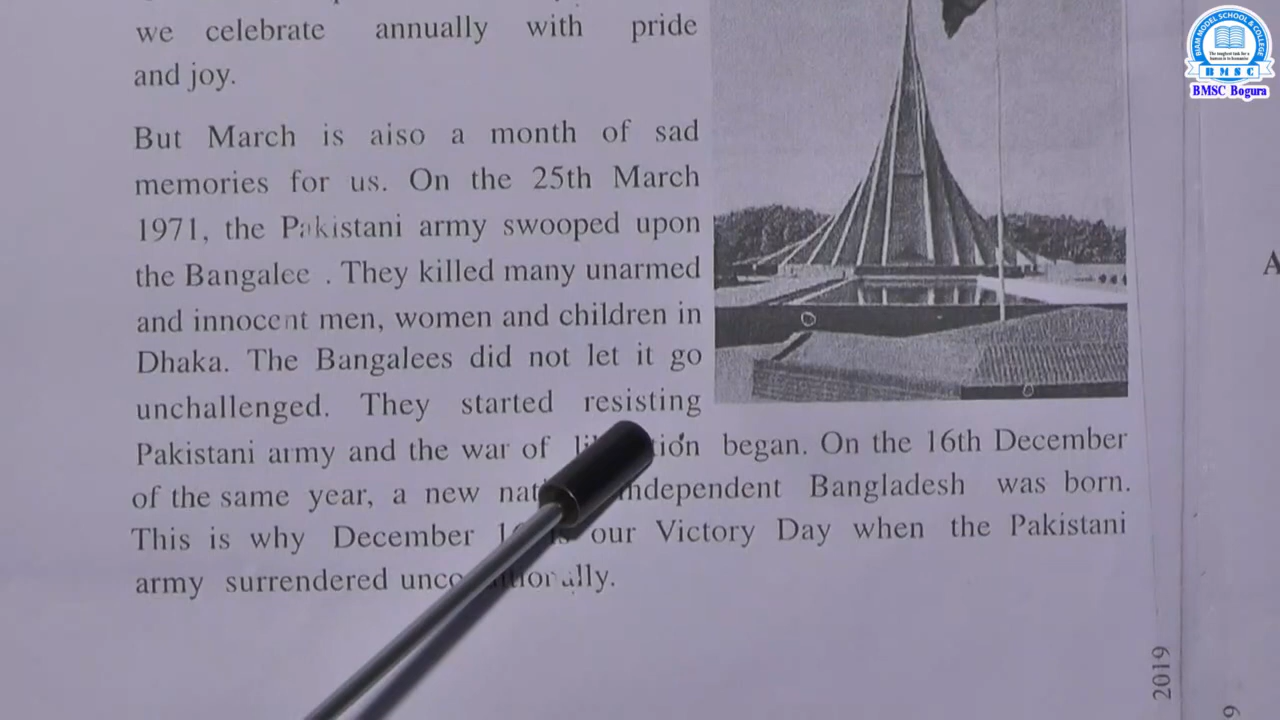 we celebrate annually with pride
and joy.
But March is aiso a month of sad
memories for us. On the 25th March
1971, the Pakistani army swooped upon
the Bangalee . They killed many unarmed
and innocent men, women and children in
Dhaka. The Bangalees did not let it go
unchallenged. They started resisting
Pakistani army and the war of began. On the 16th December
of the same year, a new independent Bangladesh was born.
This is why December our Victory Day when the Pakistani
army surrendered
2019
BIAM MODEL SCHOOL & COLLEGE
BMSC
BMSC Bogura